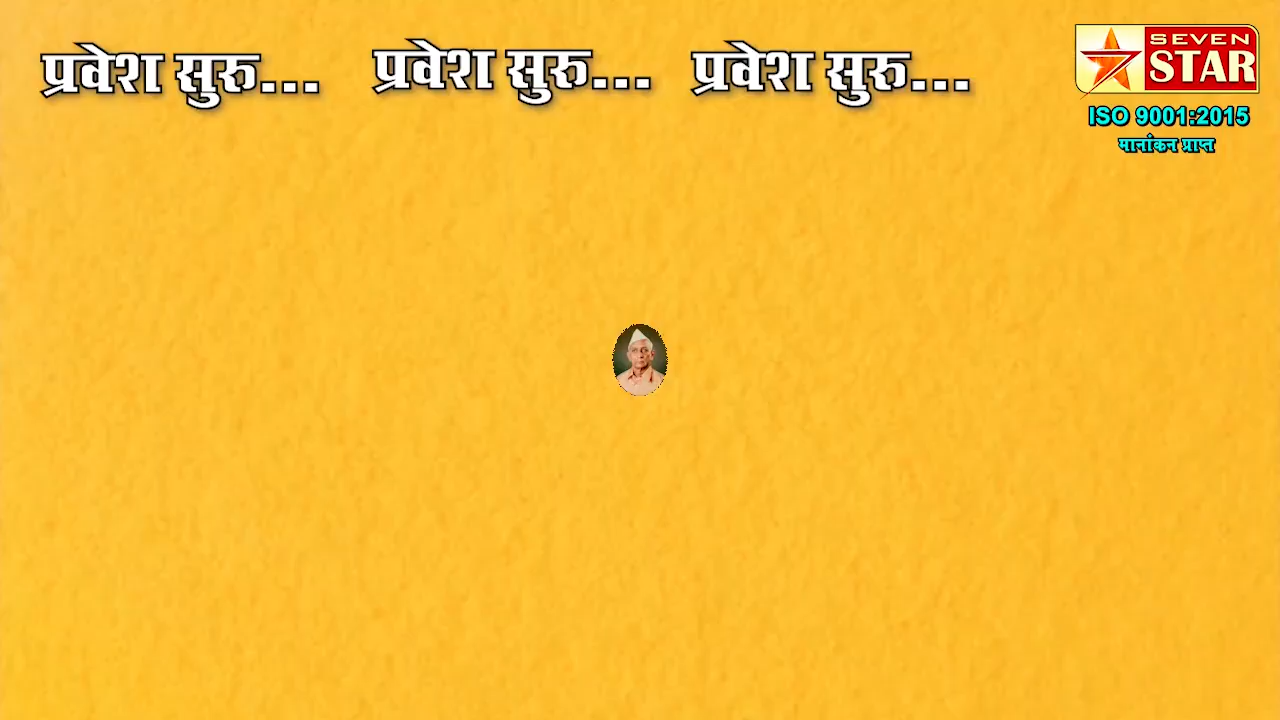 प्रवेश सुरु... प्रवेश सुरु... प्रवेश सुरु...
SEVEN
STAR
ISO 9001:2015
मानांकन प्राप्त